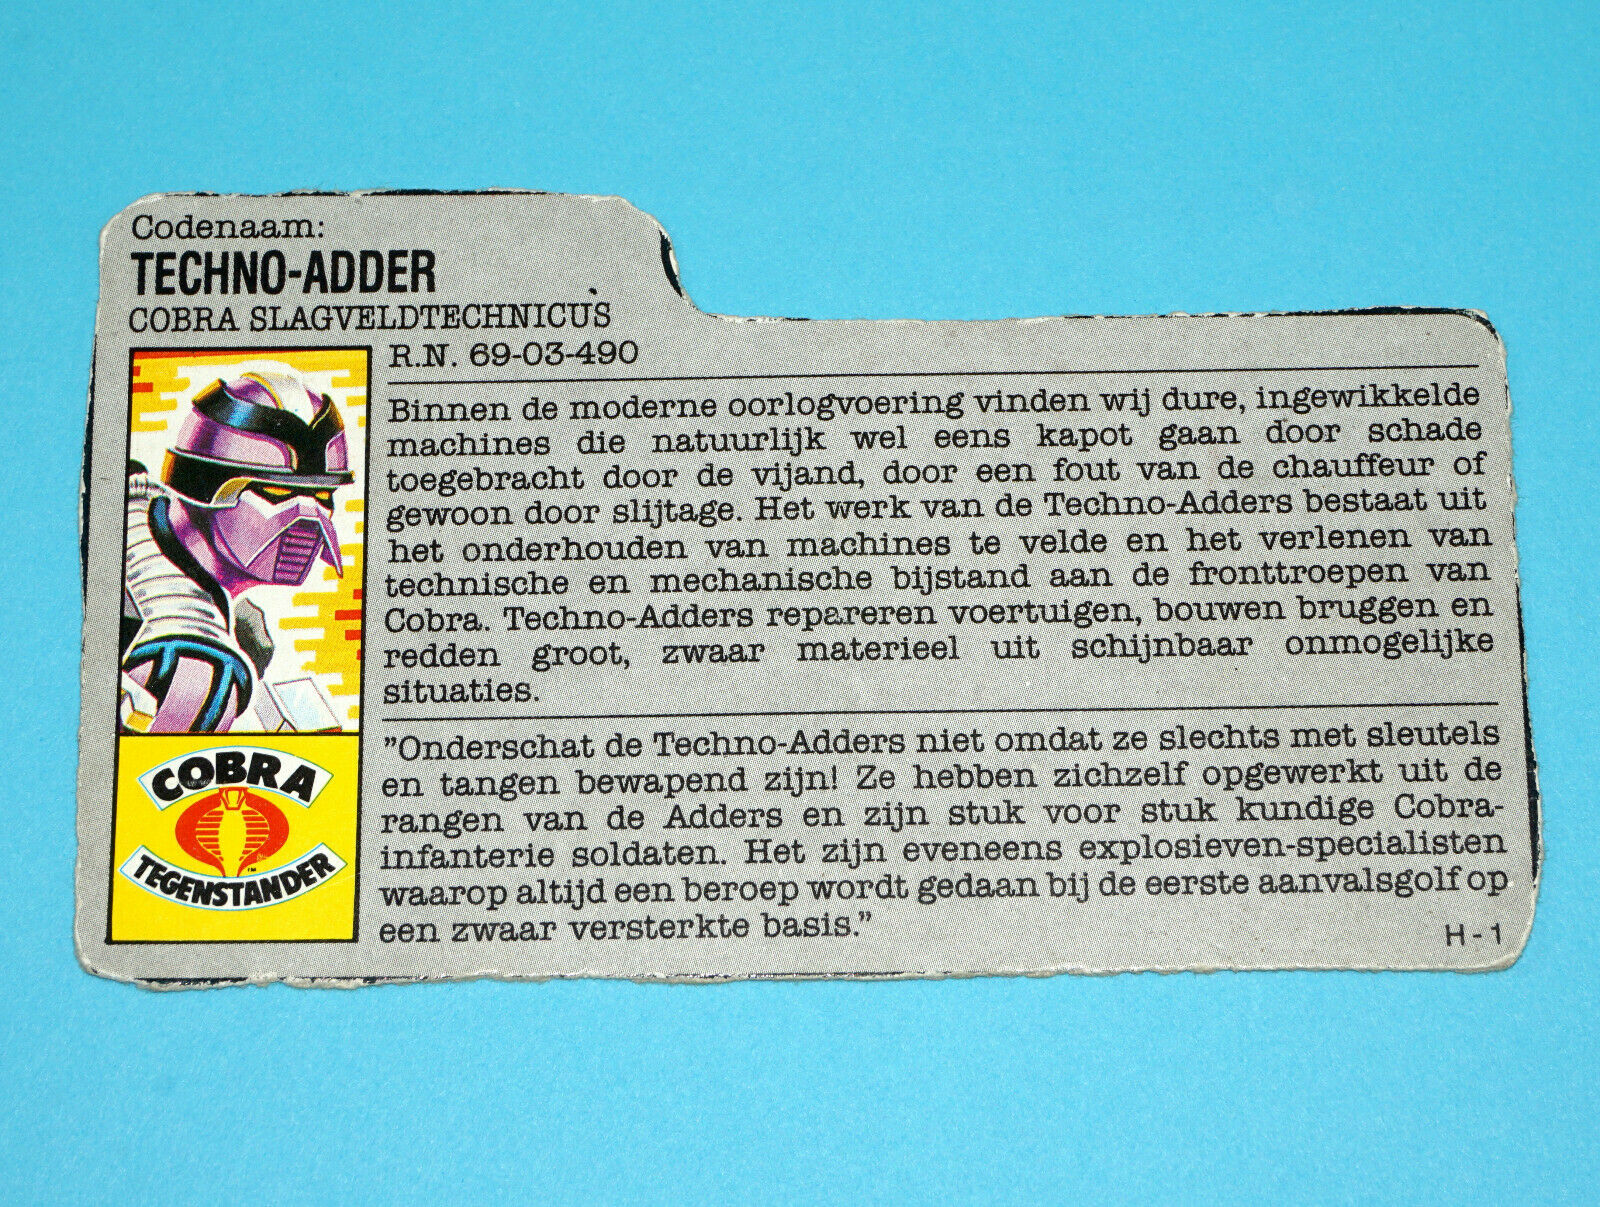 Codenaam:
TECHNO-ADDER
COBRA SLAGVELDTECHNICUS
R.N. 69-03-490
Binnen de moderne oorlogvoering vinden wij dure, ingewikkelde
machines die natuurlijk wel eens kapot gaan door schade
toegebracht door de vijand, door een fout van de chauffeur of
gewoon door slijtage. Het werk van de Techno-Adders bestaat uit
het onderhouden van machines te velde en het verlenen van
technische en mechanische bijstand aan de fronttroepen van
Cobra. Techno-Adders repareren voertuigen, bouwen bruggen en
redden groot, zwaar materieel uit schijnbaar onmogelijke
situaties.
"Onderschat de Techno-Adders niet omdat ze slechts met sleutels
en tangen bewapend zijn! Ze hebben zichzelf opgewerkt uit de
rangen van de Adders en zijn stuk voor stuk kundige Cobra-
infanterie soldaten. Het zijn eveneens explosieven-specialisten
waarop altijd een beroep wordt gedaan bij de eerste aanvalsgolf op
een zwaar versterkte basis."
COBRA
TM
TEGENSTANDER
H-1